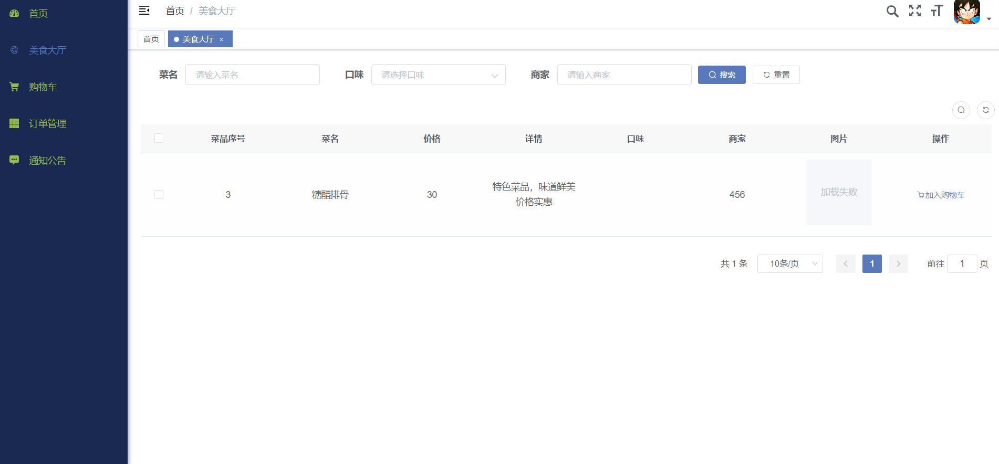 首页
美食大厅
购物车
订单管理
通知公告
首页 / 美食大厅
首页
美食大厅 ×
菜名 请输入菜名 口味 请选择口味 商家 请输入商家 搜索 重置
菜品序号 菜名 价格 详情 口味 商家 图片 操作
3 糖醋排骨 30 特色菜品，味道鲜美 456 加载失败 加入购物车
价格实惠
共 1 条 10条/页 1 前往 1 页